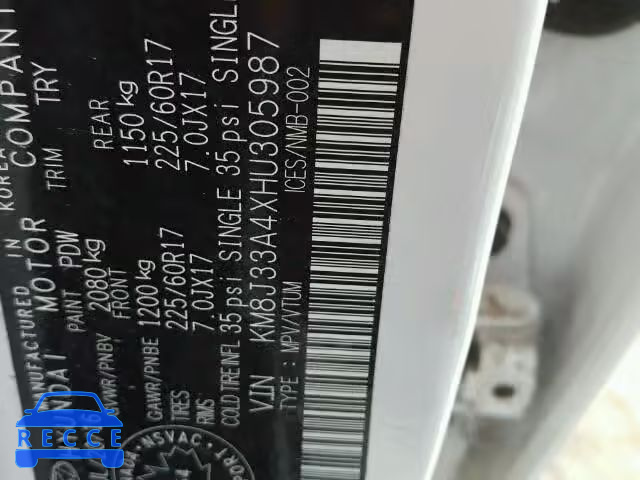 MANUFACTURED IN KOREA
HYUNDAI MOTOR COMPANY
PAINT PDW TRIM TRY
GVWR/PNBV 2080 kg
FRONT REAR
GAWR/PNBE 1200 kg 1150 kg
TIRES 225/60R17 225/60R17
RIMS 7.0JX17 7.0JX17
COLD TIRE INFL 35 psi SINGLE 35 psi SINGL
VIN KM8J33A4XHU305987
TYPE : MPV/VTUM ICES/NMB-002
NSVAC
RECCE